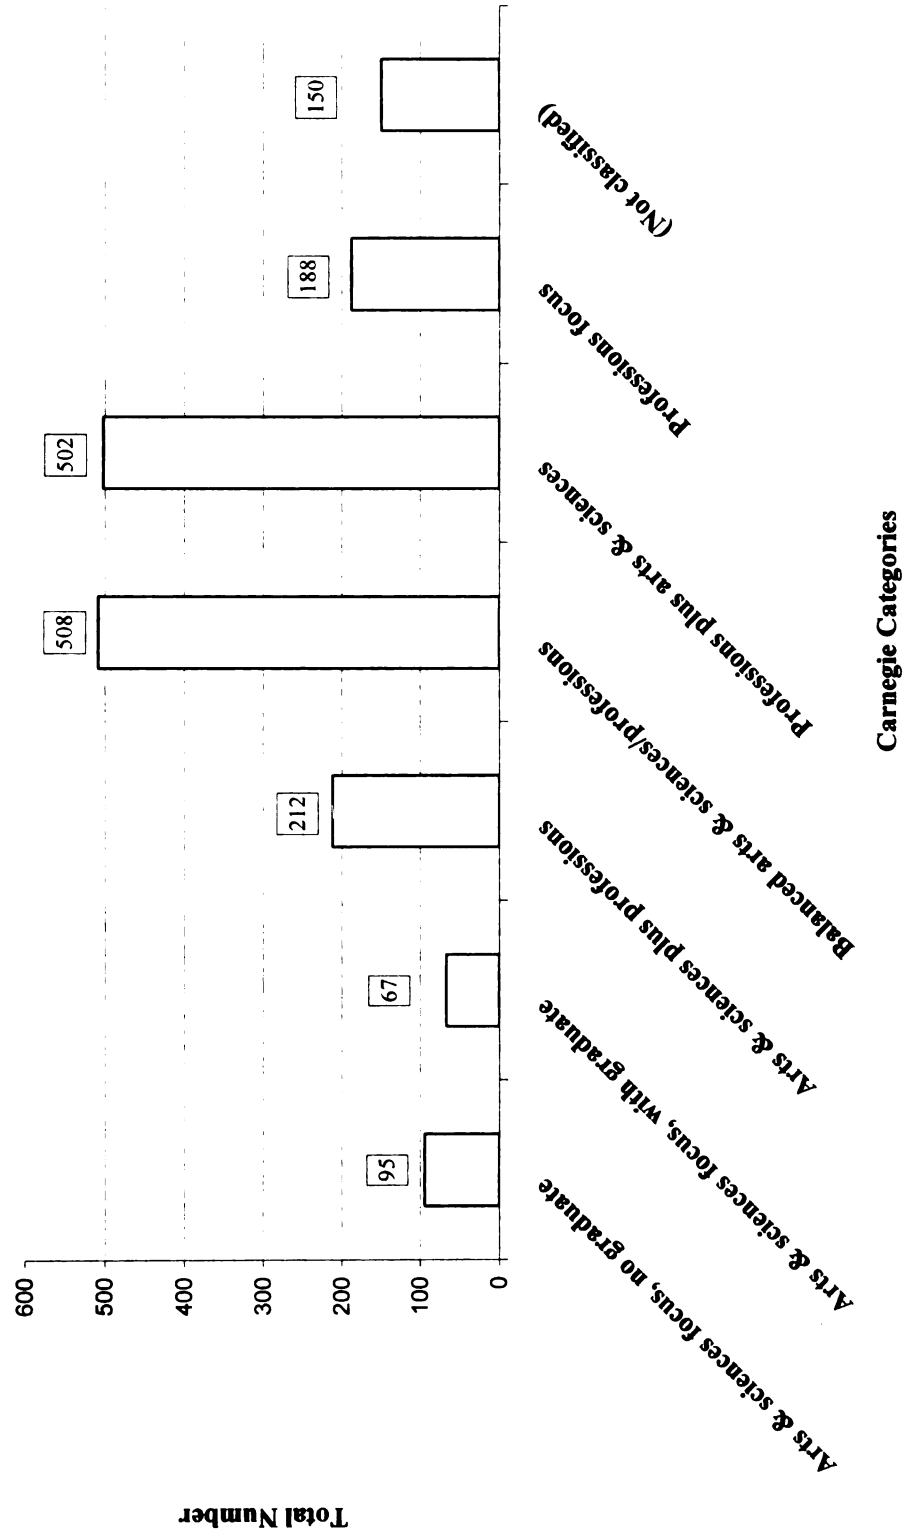 Total Number
600
500
400
300
200
100
0
95
67
212
508
502
188
150
Arts & sciences focus, no graduate
Arts & sciences focus, with graduate
Arts & sciences plus professions
Balanced arts & sciences/professions
Professions plus arts & sciences
Professions focus
(Not classified)
Carnegie Categories